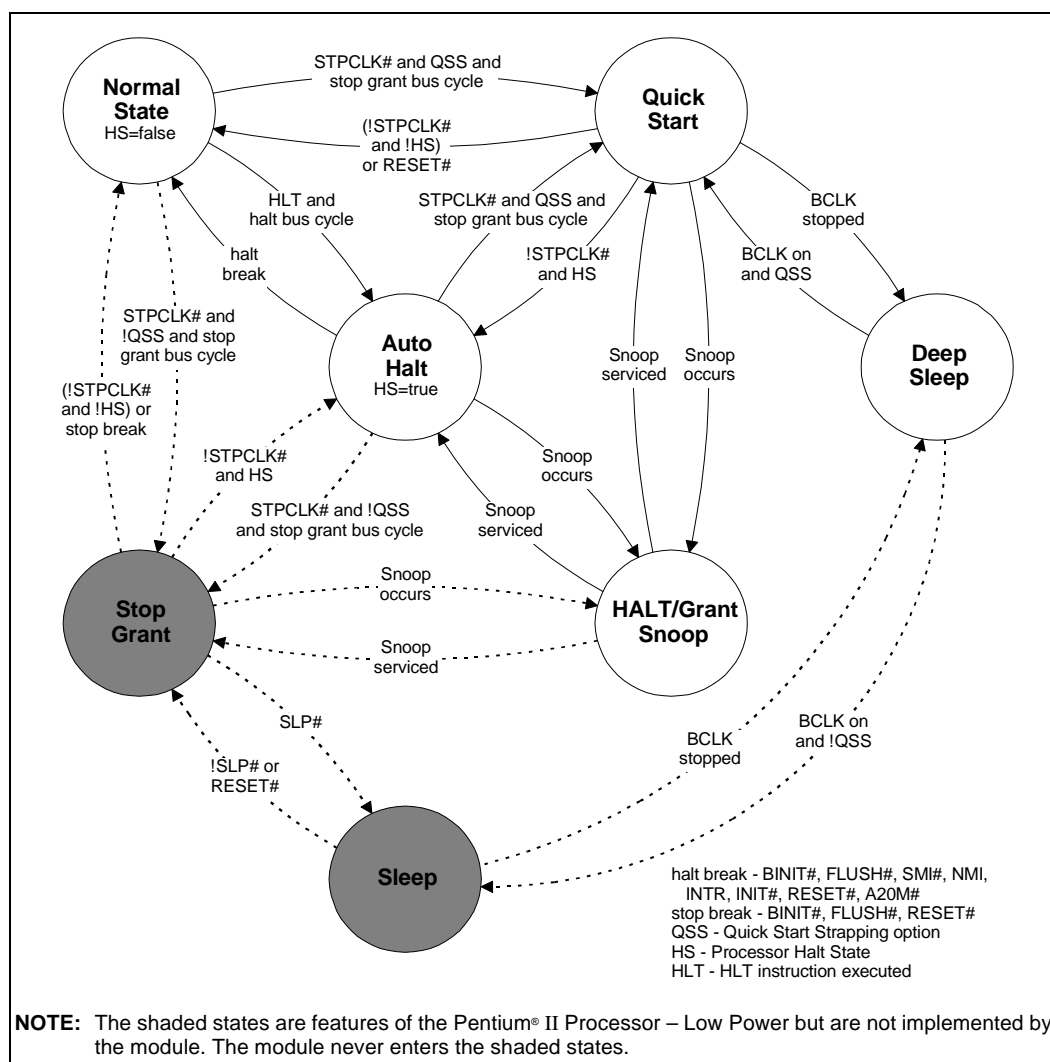 STPCLK# and QSS and
stop grant bus cycle
Normal
State
HS=false
Quick
Start
(!STPCLK#
and !HS)
or RESET#
HLT and
halt bus cycle
STPCLK# and QSS and
stop grant bus cycle
BCLK
stopped
halt
break
!STPCLK#
and HS
BCLK on
and QSS
STPCLK# and
!QSS and stop
grant bus cycle
Auto
Halt
HS=true
Snoop
serviced
Snoop
occurs
Deep
Sleep
(!STPCLK#
and !HS) or
stop break
!STPCLK#
and HS
Snoop
occurs
STPCLK# and !QSS
and stop grant bus cycle
Snoop
serviced
Stop
Grant
Snoop
occurs
HALT/Grant
Snoop
Snoop
serviced
SLP#
BCLK
stopped
BCLK on
and !QSS
!SLP# or
RESET#
Sleep
halt break - BINIT#, FLUSH#, SMI#, NMI,
INTR, INIT#, RESET#, A20M#
stop break - BINIT#, FLUSH#, RESET#
QSS - Quick Start Strapping option
HS - Processor Halt State
HLT - HLT instruction executed
NOTE: The shaded states are features of the Pentium® II Processor – Low Power but are not implemented by
the module. The module never enters the shaded states.